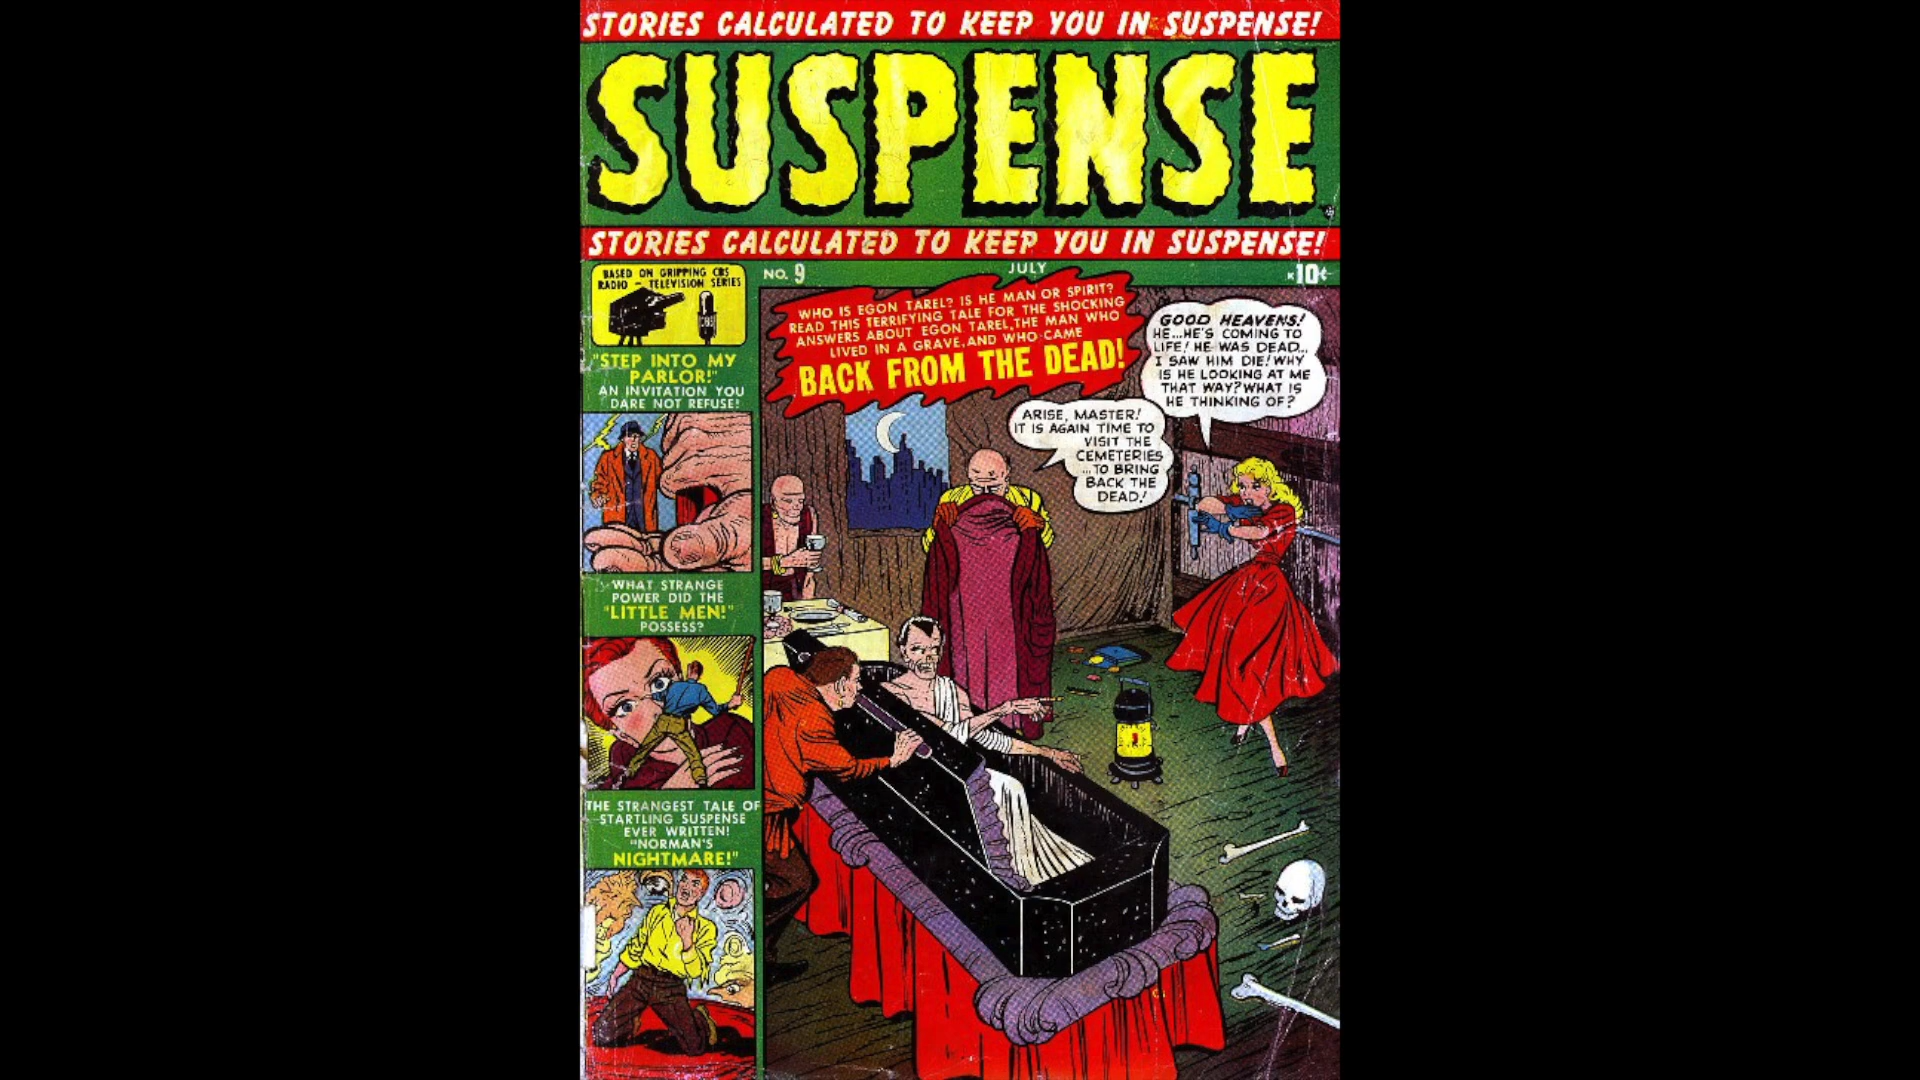 STORIES CALCULATED TO KEEP YOU IN SUSPENSE!
SUSPENSE
STORIES CALCULATED TO KEEP YOU IN SUSPENSE!
BASED ON GRIPPING CBS
RADIO - TELEVISION SERIES
CBS
NO. 9
JULY
10¢
"STEP INTO MY
PARLOR!"
AN INVITATION YOU
DARE NOT REFUSE!
WHAT STRANGE
POWER DID THE
"LITTLE MEN!"
POSSESS?
THE STRANGEST TALE OF
STARTLING SUSPENSE
EVER WRITTEN!
"NORMAN'S
NIGHTMARE!"
WHO IS EGON TAREL? IS HE MAN OR SPIRIT?
READ THIS TERRIFYING TALE FOR THE SHOCKING
ANSWERS ABOUT EGON TAREL, THE MAN WHO
LIVED IN A GRAVE, AND WHO CAME
BACK FROM THE DEAD!
ARISE, MASTER!
IT IS AGAIN TIME TO
VISIT THE
CEMETERIES
...TO BRING
BACK THE
DEAD!
GOOD HEAVENS!
HE...HE'S COMING TO
LIFE! HE WAS DEAD...
I SAW HIM DIE! WHY
IS HE LOOKING AT ME
THAT WAY? WHAT IS
HE THINKING OF?